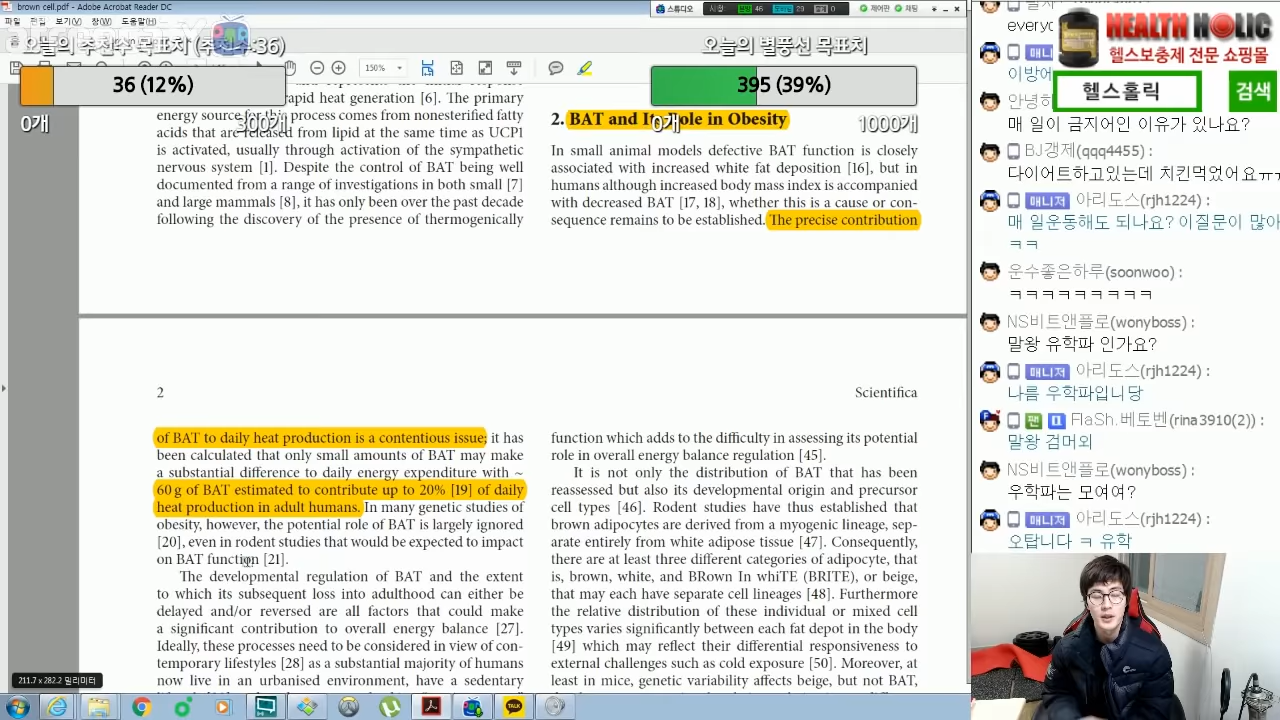 brown cell.pdf - Adobe Acrobat Reader DC
오늘의 추천수 목표치 (추천수:36)
36 (12%)
0개
300개
오늘의 별풍선 목표치
395 (39%)
0개
1000개
rapid heat generation. The primary
energy source
acids that are released from lipid at the same time as UCP1
is activated, usually through activation of the sympathetic
nervous system [1]. Despite the control of BAT being well
documented from a range of investigations in both small [7]
and large mammals [8], it is only really over the past decade
following the discovery of the presence of thermogenically
2. BAT and Its Role in Obesity
In small animal models defective BAT function is closely
associated with increased white fat deposition [16], but in
humans although increased body mass index is accompanied
with decreased BAT [17, 18], whether this is a cause or con-
sequence remains to be established. The precise contribution
2
Scientifica
of BAT to daily heat production is a contentious issue; it has
been calculated that only small amounts of BAT may make
a substantial difference to daily energy expenditure with ~
60 g of BAT estimated to contribute up to 20% [19] of daily
heat production in adult humans. In many genetic studies of
obesity, however, the potential role of BAT is largely ignored
[20], even in rodent studies that would be expected to impact
on BAT function [21].
The developmental regulation of BAT and the extent
to which its subsequent loss into adulthood can either be
delayed and/or reversed are all factors that could make
a significant contribution to overall energy balance [27].
Ideally, these processes need to be considered in view of con-
temporary lifestyles [28] as a substantial majority of humans
now live in an urbanised environment, have a sedentary
function which adds to the difficulty in assessing its potential
role in overall energy balance regulation [45].
It is not only the distribution of BAT that has been
reassessed but also its developmental origin and precursor
cell types [46]. Rodent studies have thus established that
brown adipocytes are derived from a myogenic lineage, sep-
arate entirely from white adipose tissue [47]. Consequently,
there are at least three different categories of adipocyte, that
is, brown, white, and BRown In whiTE (BRITE), or beige,
that may each have separate cell lineages [48]. Furthermore
the relative distribution of these individual or mixed cell
types varies significantly between each fat depot in the body
[49] which may reflect their differential responsiveness to
external challenges such as cold exposure [50]. Moreover, at
least in mice, genetic variability affects beige, but not BAT,
211.7 x 282.2 밀리미터
스튜디오
46
29
0
채팅
HEALTH HOLIC
헬스보충제 전문 쇼핑몰
헬스홀릭
검색
이방에
안녕하
매 일이 금지어인 이유가 있나요?
BJ갱제(qqq4455) :
다이어트하고있는데 치킨먹었어요ㅠㅠ
매니저 아리도스(rjh1224) :
매 일운동해도 되나요? 이질문이 많아
ㅋㅋ
운수좋은하루(soonwoo) :
ㅋㅋㅋㅋㅋㅋㅋㅋㅋ
NS비트앤플로(wonyboss) :
말왕 유학파 인가요?
매니저 아리도스(rjh1224) :
나름 우학파입니당
팬 FlaSh.베토벤(rina3910(2)) :
말왕 검머외
NS비트앤플로(wonyboss) :
우학파는 모여여?
매니저 아리도스(rjh1224) :
오탑니다 ㅋ 유학